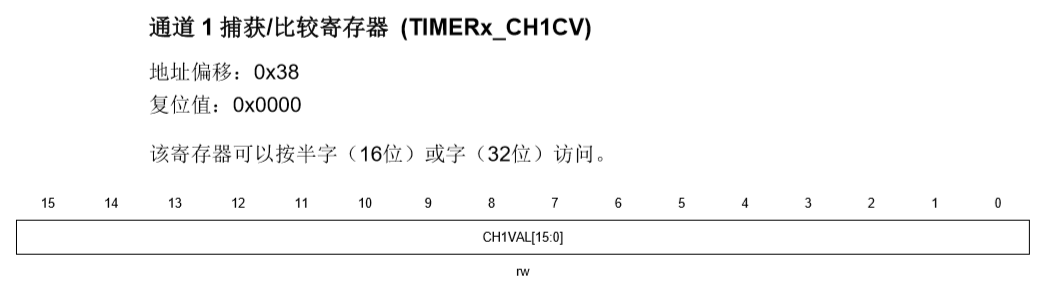 通道 1 捕获/比较寄存器 (TIMERx_CH1CV)
地址偏移：0x38
复位值：0x0000
该寄存器可以按半字（16位）或字（32位）访问。
15 14 13 12 11 10 9 8 7 6 5 4 3 2 1 0
CH1VAL[15:0]
rw